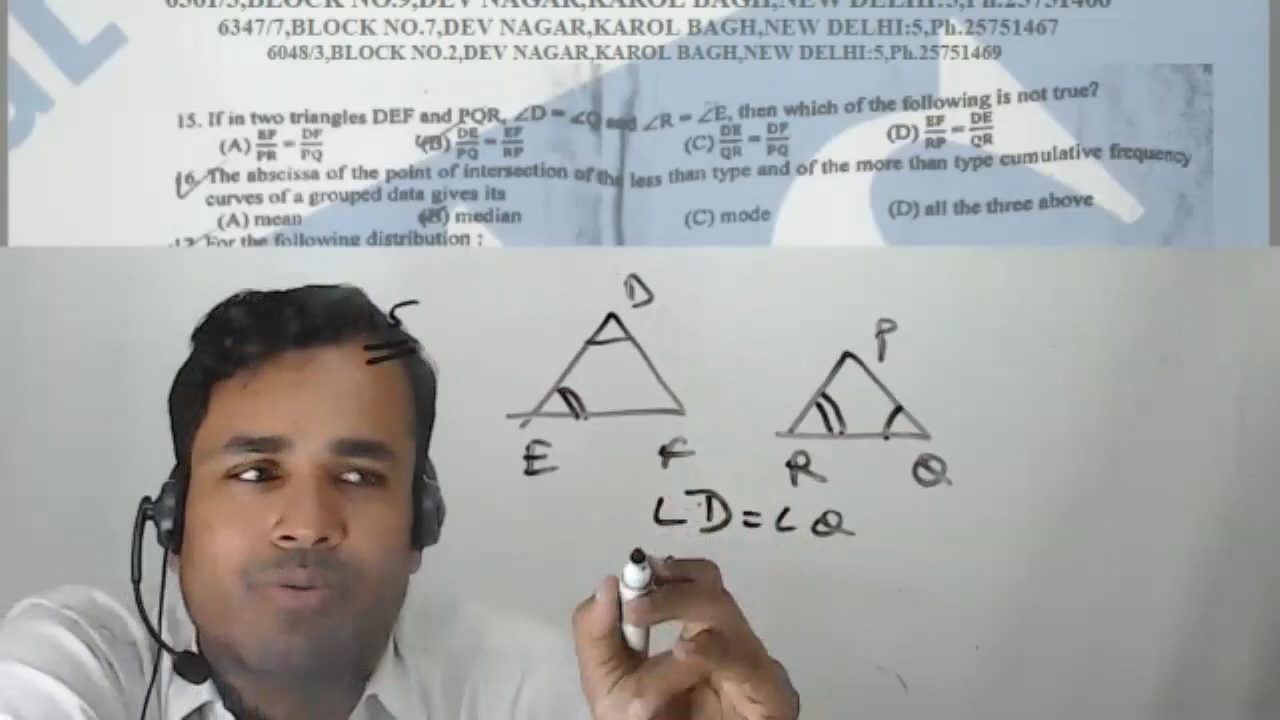 6347/7,BLOCK NO.7,DEV NAGAR,KAROL BAGH,NEW DELHI:5,Ph.25751467
6048/3,BLOCK NO.2,DEV NAGAR,KAROL BAGH,NEW DELHI:5,Ph.25751469
15. If in two triangles DEF and PQR, ∠D = ∠Q and ∠R = ∠E, then which of the following is not true?
(A) EF/PR = DF/PQ (B) DE/PQ = EF/RP (C) DE/QR = DF/PQ (D) EF/RP = DE/QR
16. The abscissa of the point of intersection of the less than type and of the more than type cumulative frequency
curves of a grouped data gives its
(A) mean (B) median (C) mode (D) all the three above
For the following distribution :
D
P
E F
R Q
∠D = ∠Q